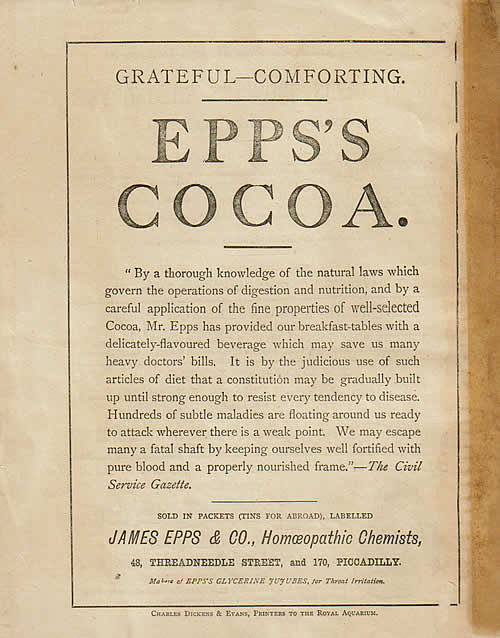 GRATEFUL—COMFORTING.
EPPS'S
COCOA.
"By a thorough knowledge of the natural laws which
govern the operations of digestion and nutrition, and by a
careful application of the fine properties of well-selected
Cocoa, Mr. Epps has provided our breakfast-tables with a
delicately-flavoured beverage which may save us many
heavy doctors' bills. It is by the judicious use of such
articles of diet that a constitution may be gradually built
up until strong enough to resist every tendency to disease.
Hundreds of subtle maladies are floating around us ready
to attack wherever there is a weak point. We may escape
many a fatal shaft by keeping ourselves well fortified with
pure blood and a properly nourished frame."—The Civil
Service Gazette.
SOLD IN PACKETS (TINS FOR ABROAD), LABELLED
JAMES EPPS & CO., Homœopathic Chemists,
48, THREADNEEDLE STREET, and 170, PICCADILLY.
Makers of EPPS'S GLYCERINE JUJUBES, for Throat Irritation.
CHARLES DICKENS & EVANS, PRINTERS TO THE ROYAL AQUARIUM.